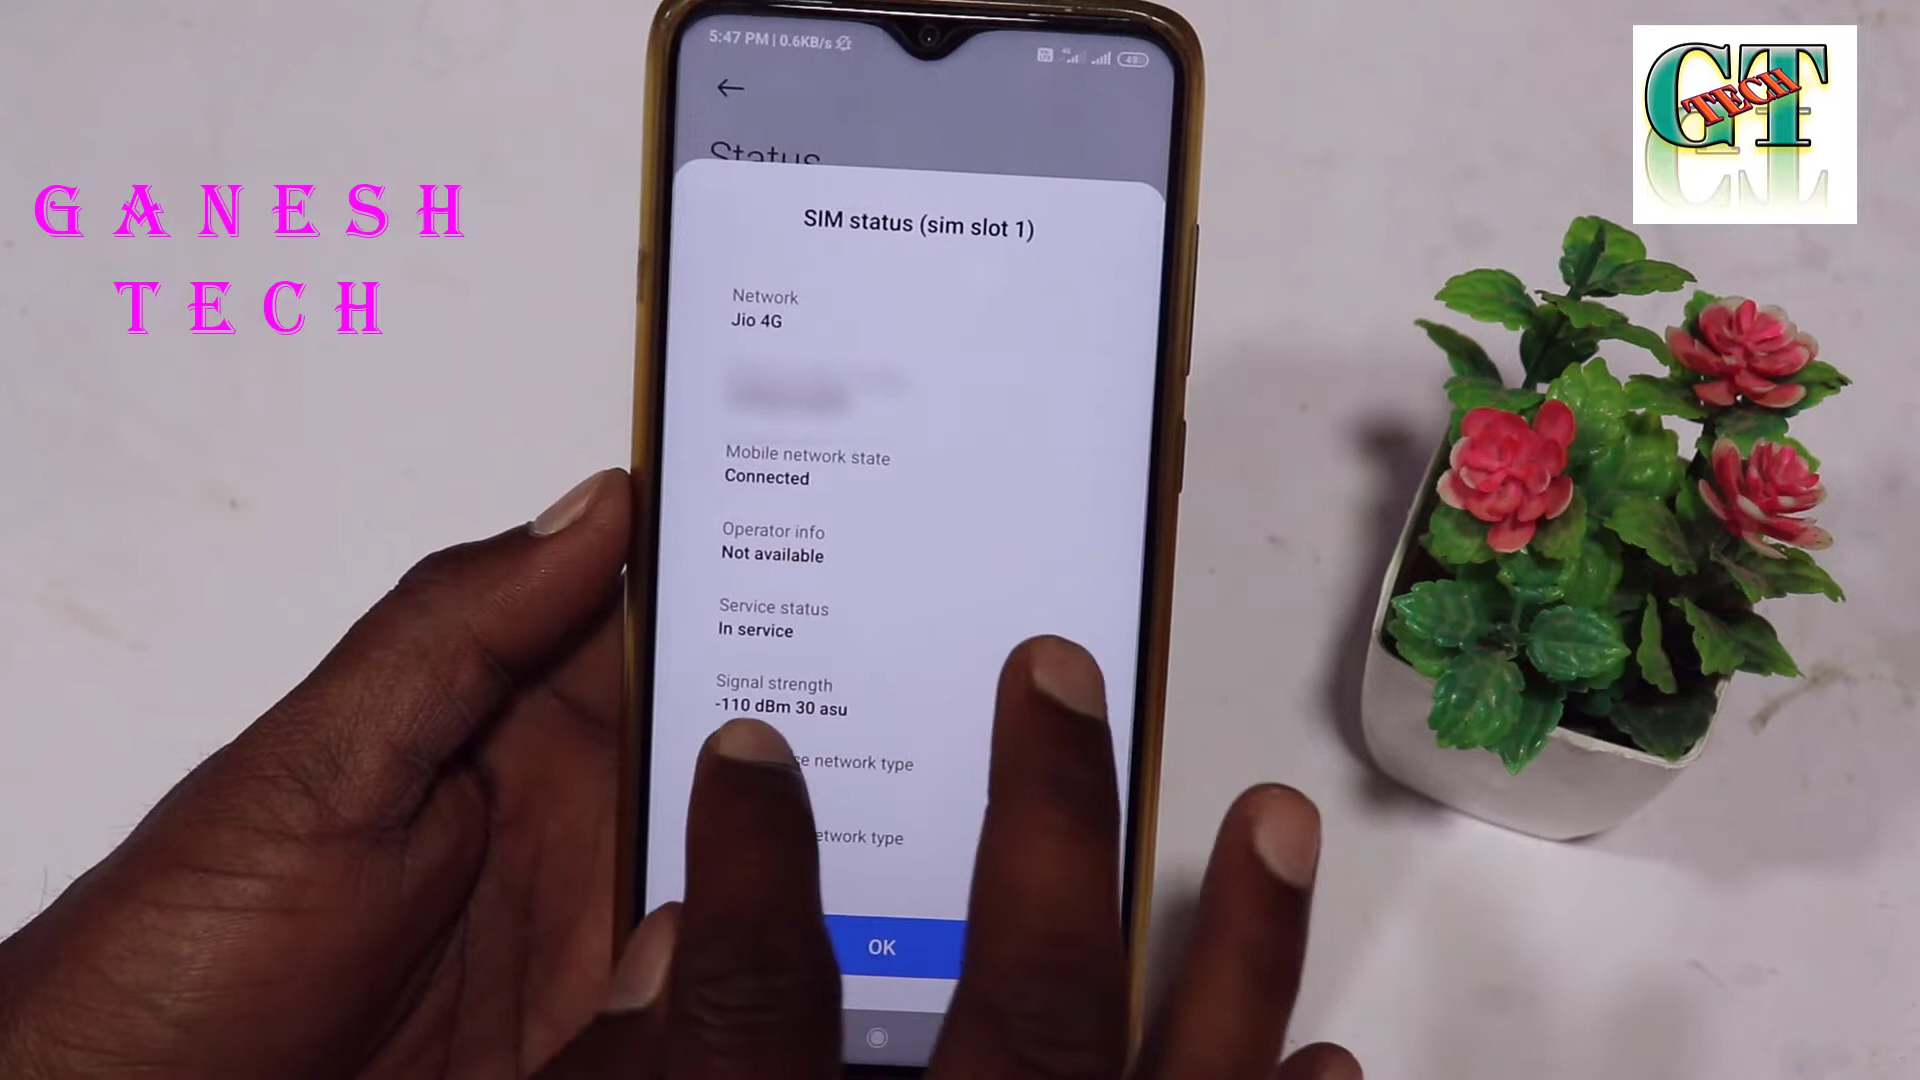 5:47 PM | 0.6KB/s
49
GT
TECH
Status
GANESH
TECH
SIM status (sim slot 1)
Network
Jio 4G
Mobile network state
Connected
Operator info
Not available
Service status
In service
Signal strength
-110 dBm 30 asu
network type
network type
OK